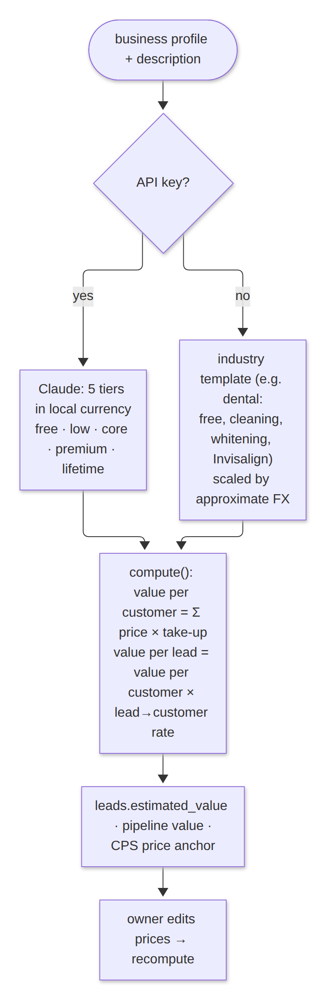 business profile
+ description
API key?
yes
no
Claude: 5 tiers
in local currency
free · low · core
· premium ·
lifetime
industry
template (e.g.
dental:
free, cleaning,
whitening,
Invisalign)
scaled by
approximate FX
compute():
value per
customer = Σ
price × take-up
value per lead =
value per
customer ×
lead→customer
rate
leads.estimated_value
· pipeline value ·
CPS price anchor
owner edits
prices →
recompute